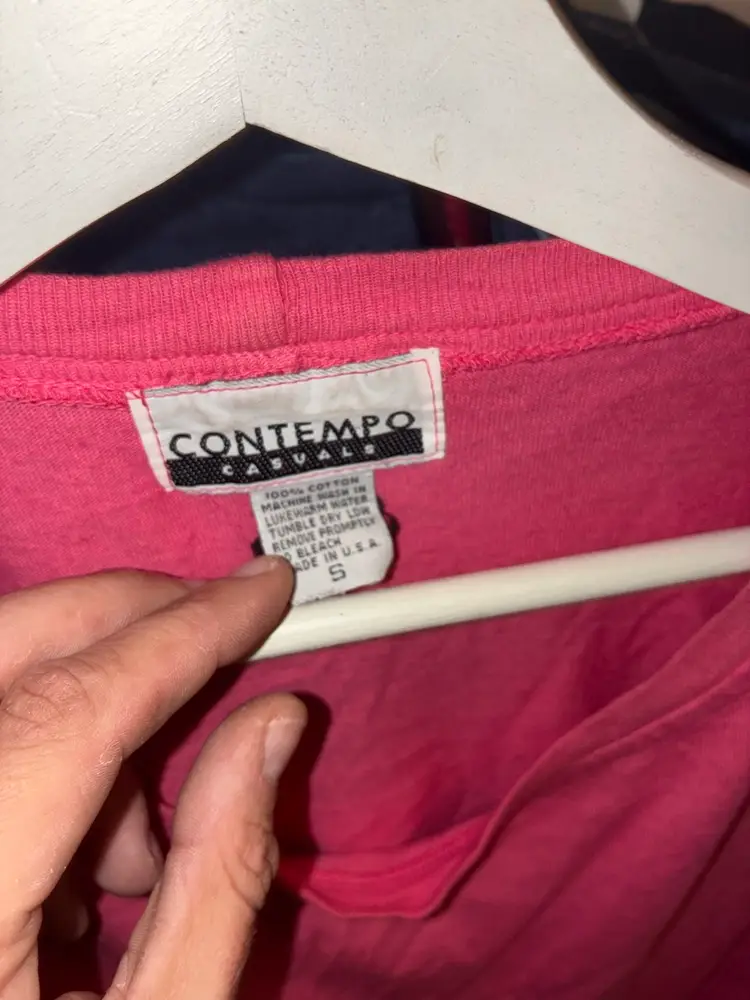 CONTEMPO
CASUALS
100% COTTON
MACHINE WASH IN
LUKEWARM WATER
TUMBLE DRY LOW
REMOVE PROMPTLY
BLEACH
MADE IN U.S.A.
S